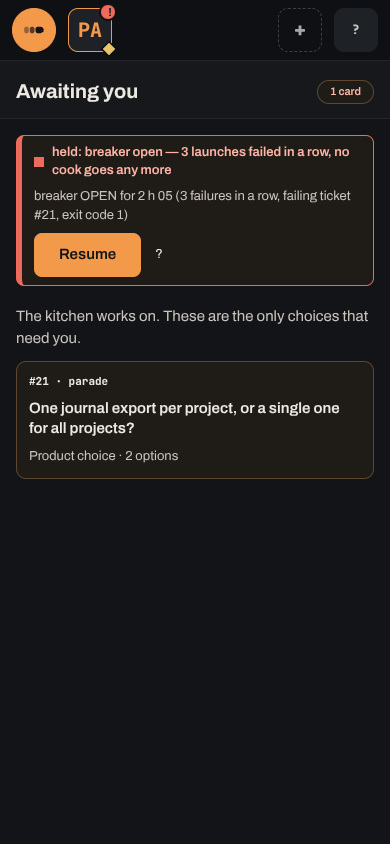 PA
!
+
?
Awaiting you
1 card
held: breaker open — 3 launches failed in a row, no
cook goes any more
breaker OPEN for 2 h 05 (3 failures in a row, failing ticket
#21, exit code 1)
Resume
?
The kitchen works on. These are the only choices that
need you.
#21 · parade
One journal export per project, or a single one
for all projects?
Product choice · 2 options